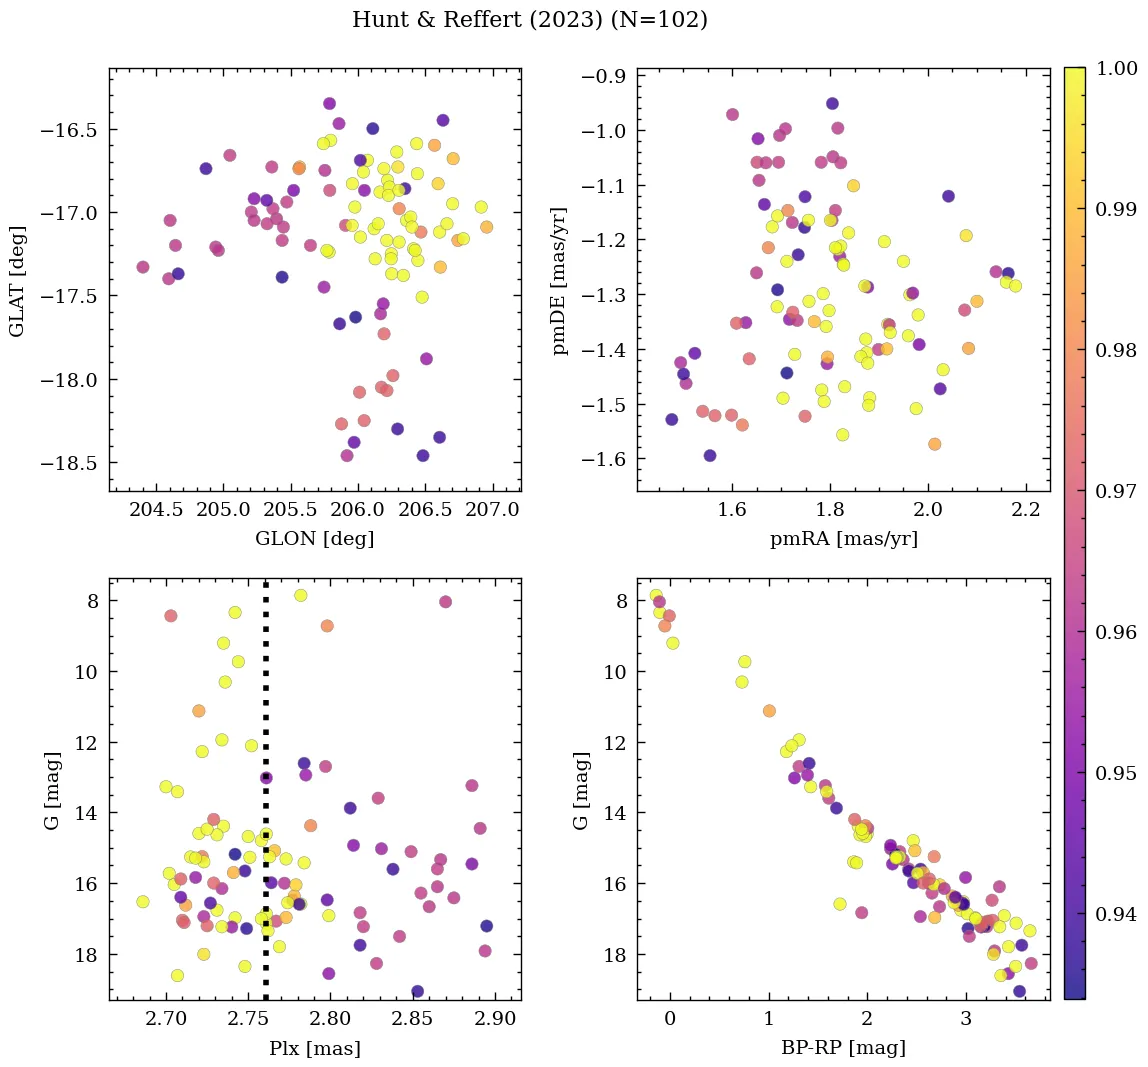 Hunt & Reffert (2023) (N=102)
−16.5
−17.0
−17.5
−18.0
−18.5
GLAT [deg]
204.5 205.0 205.5 206.0 206.5 207.0
GLON [deg]
−0.9
−1.0
−1.1
−1.2
−1.3
−1.4
−1.5
−1.6
pmDE [mas/yr]
1.6 1.8 2.0 2.2
pmRA [mas/yr]
8
10
12
14
16
18
G [mag]
2.70 2.75 2.80 2.85 2.90
Plx [mas]
8
10
12
14
16
18
G [mag]
0 1 2 3
BP-RP [mag]
1.00
0.99
0.98
0.97
0.96
0.95
0.94